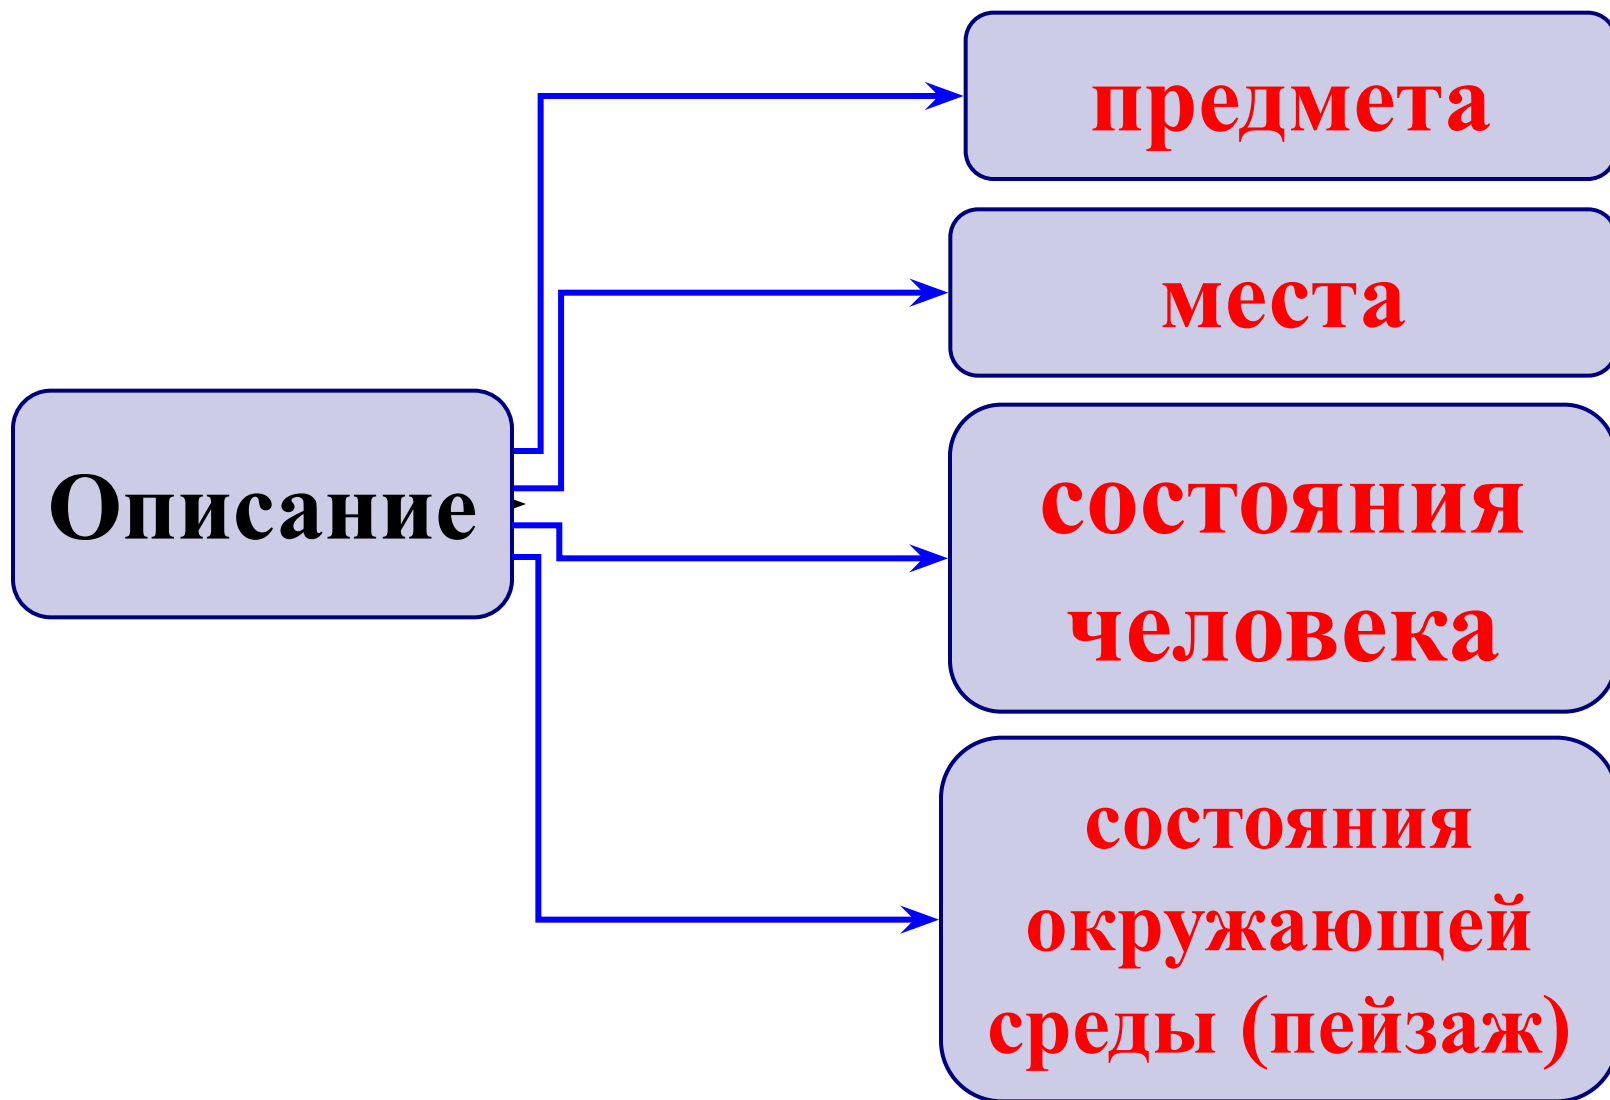 предмета
места
Описание
состояния
человека
состояния
окружающей
среды (пейзаж)